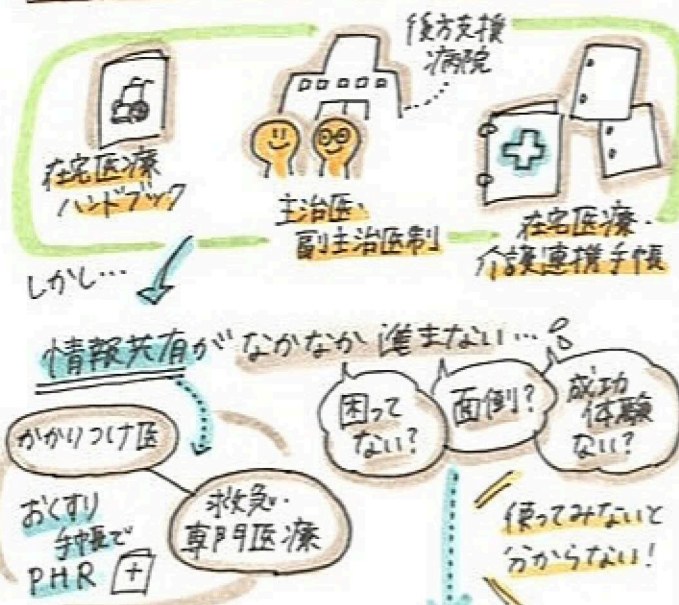 後方支援
病院
在宅医療
ハンドブック
主治医・
副主治医制
在宅医療・
介護連携手帳
しかし…
情報共有がなかなか進まない…
困って
ない?
面倒?
成功
体験
ない?
かかりつけ医
おくすり
手帳で
PHR
救急・
専門医療
使ってみないと
分からない!